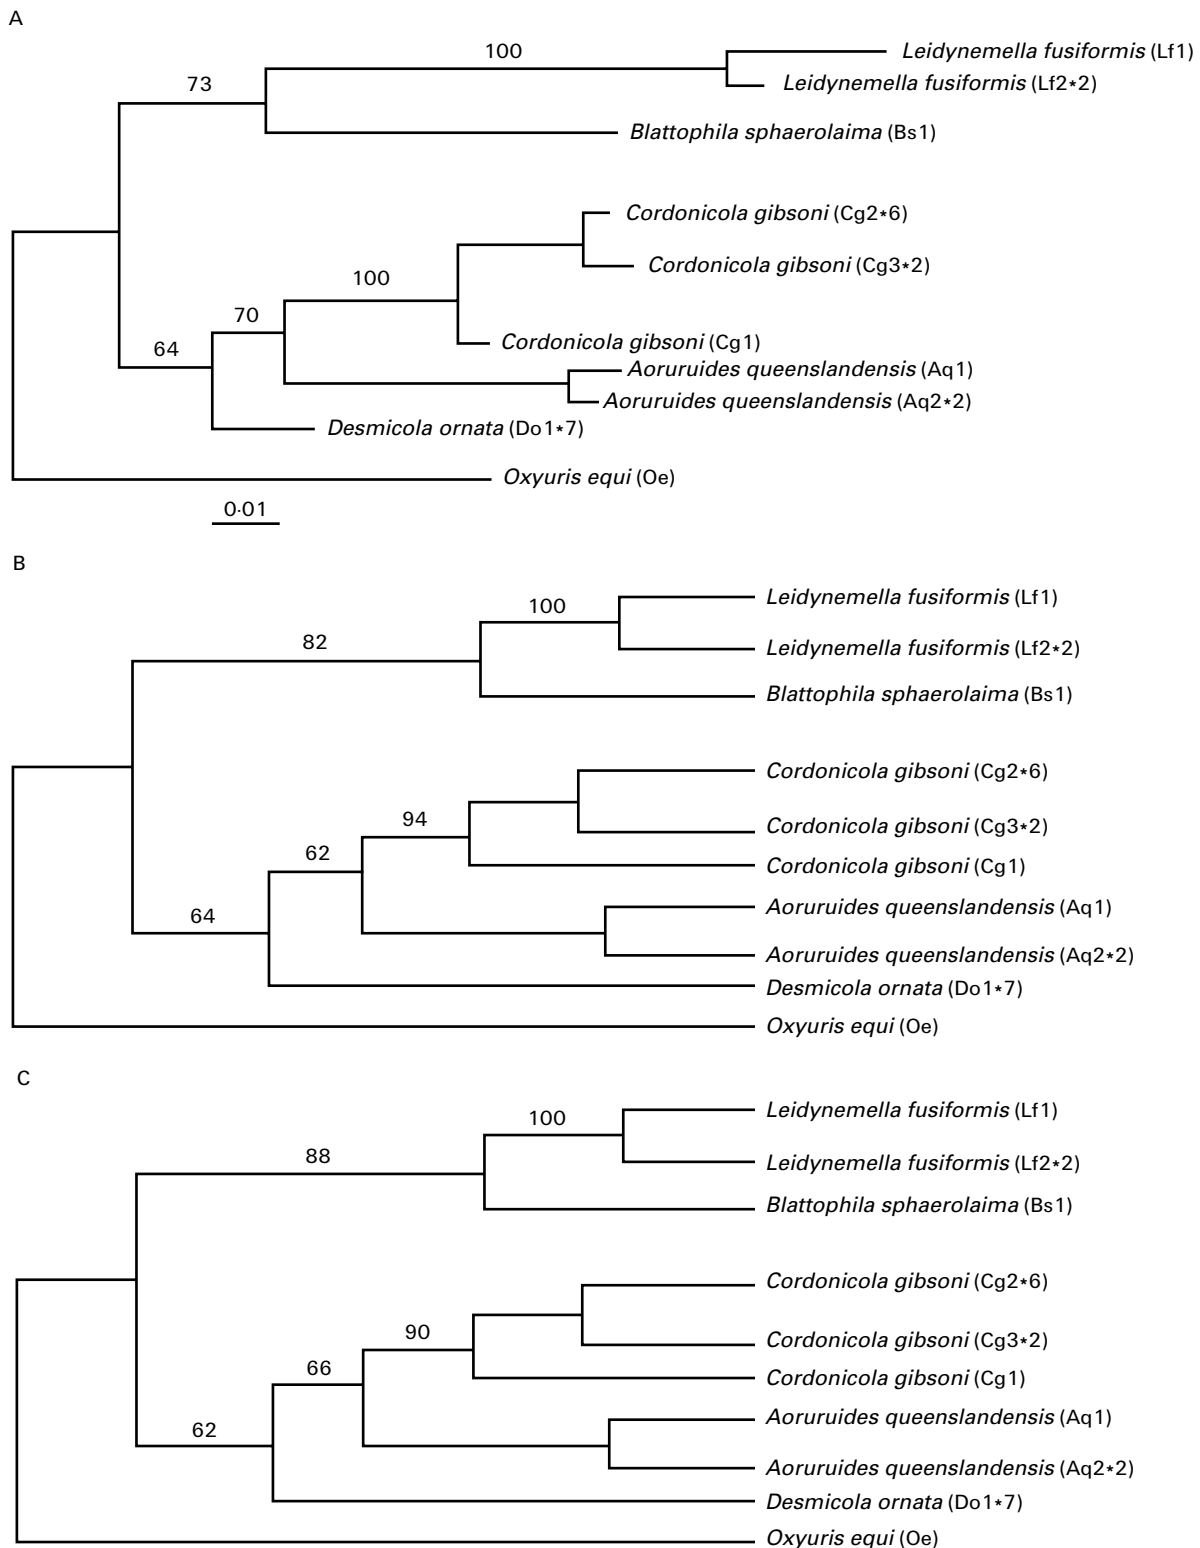 A
100
Leidynemella fusiformis (Lf1)
73
Leidynemella fusiformis (Lf2*2)
Blattophila sphaerolaima (Bs1)
Cordonicola gibsoni (Cg2*6)
Cordonicola gibsoni (Cg3*2)
100
70
Cordonicola gibsoni (Cg1)
64
Aoruruides queenslandensis (Aq1)
Aoruruides queenslandensis (Aq2*2)
Desmicola ornata (Do1*7)
Oxyuris equi (Oe)
0·01
B
Leidynemella fusiformis (Lf1)
100
82
Leidynemella fusiformis (Lf2*2)
Blattophila sphaerolaima (Bs1)
Cordonicola gibsoni (Cg2*6)
94
Cordonicola gibsoni (Cg3*2)
62
Cordonicola gibsoni (Cg1)
64
Aoruruides queenslandensis (Aq1)
Aoruruides queenslandensis (Aq2*2)
Desmicola ornata (Do1*7)
Oxyuris equi (Oe)
C
Leidynemella fusiformis (Lf1)
100
88
Leidynemella fusiformis (Lf2*2)
Blattophila sphaerolaima (Bs1)
Cordonicola gibsoni (Cg2*6)
90
Cordonicola gibsoni (Cg3*2)
66
Cordonicola gibsoni (Cg1)
62
Aoruruides queenslandensis (Aq1)
Aoruruides queenslandensis (Aq2*2)
Desmicola ornata (Do1*7)
Oxyuris equi (Oe)